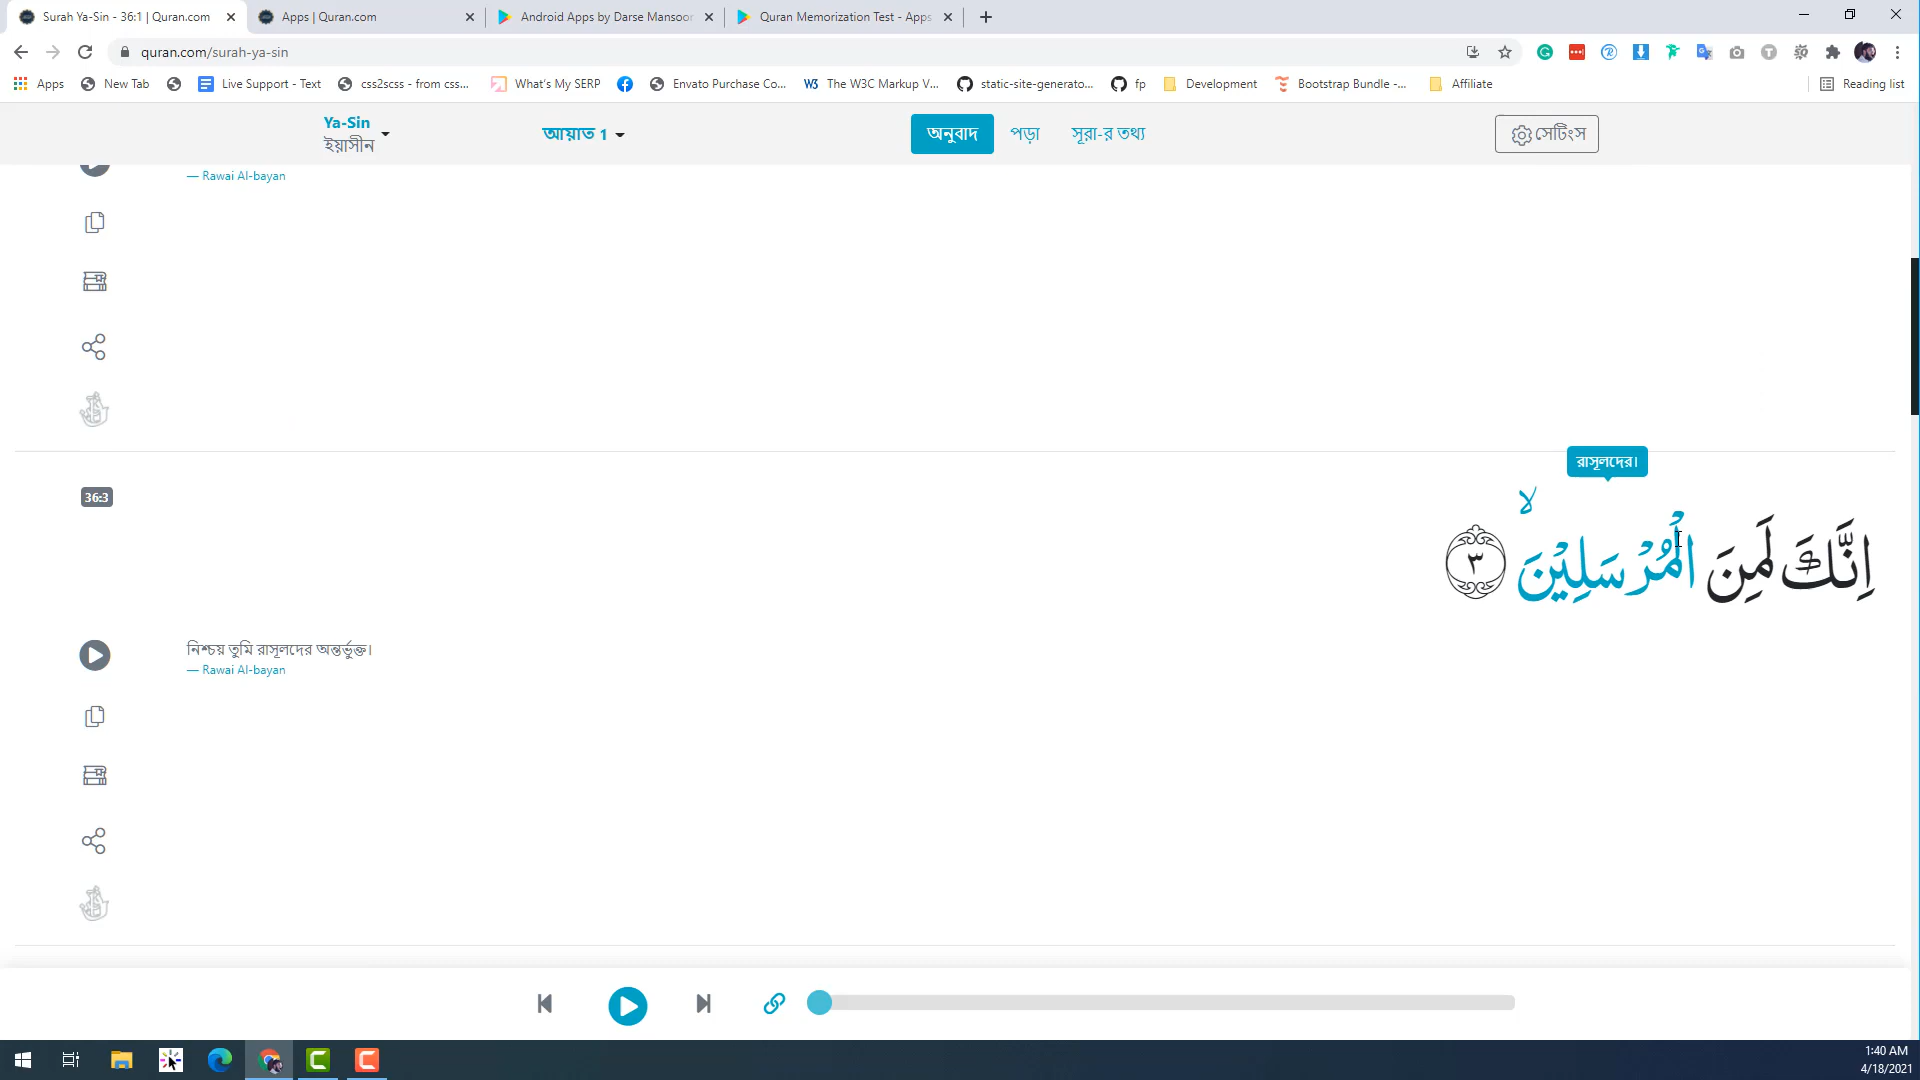 Surah Ya-Sin - 36:1 | Quran.com
Apps | Quran.com
Android Apps by Darse Mansoor
Quran Memorization Test - Apps
quran.com/surah-ya-sin
Apps
New Tab
Live Support - Text
css2scss - from css...
What's My SERP
Envato Purchase Co...
The W3C Markup V...
static-site-generato...
fp
Development
Bootstrap Bundle -...
Affiliate
Reading list
Ya-Sin
ইয়াসীন
আয়াত 1
অনুবাদ
পড়া
সূরা-র তথ্য
সেটিংস
— Rawai Al-bayan
রাসূলদের।
36:3
اِنَّكَ لَمِنَ الْمُرْسَلِيْنَ ۙ ٣
নিশ্চয় তুমি রাসূলদের অন্তর্ভুক্ত।
— Rawai Al-bayan
1:40 AM
4/18/2021